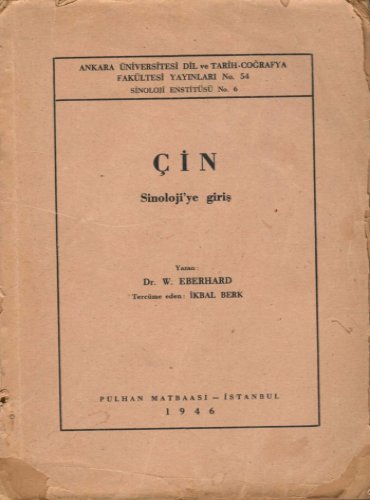 ANKARA ÜNİVERSİTESİ DİL ve TARİH-COĞRAFYA
FAKÜLTESİ YAYINLARI No. 54
SİNOLOJİ ENSTİTÜSÜ No. 6
ÇİN
Sinoloji'ye giriş
Yazan:
Dr. W. EBERHARD
Tercüme eden: İKBAL BERK
PULHAN MATBAASI — İSTANBUL
1946